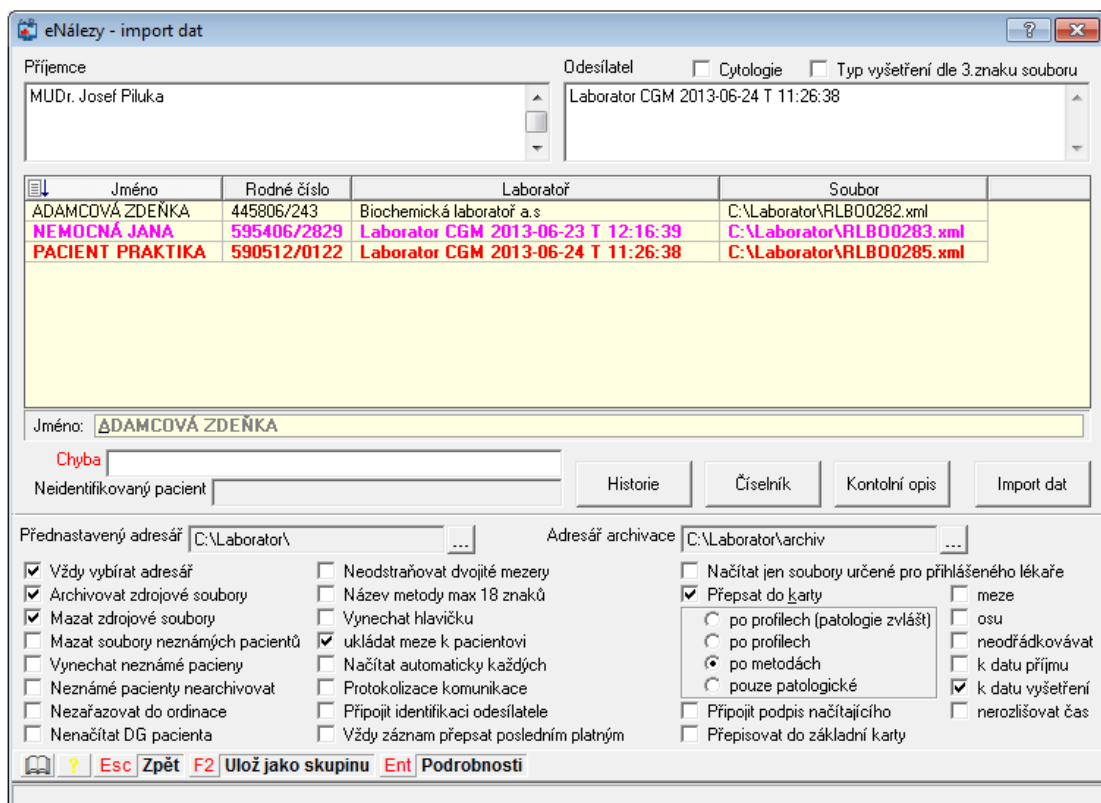 eNálezy - import dat
Příjemce
Odesílatel Cytologie Typ vyšetření dle 3.znaku souboru
MUDr. Josef Piluka
Laborator CGM 2013-06-24 T 11:26:38
Jméno Rodné číslo Laboratoř Soubor
ADAMCOVÁ ZDEŇKA 445806/243 Biochemická laboratoř a.s C:\Laborator\RLBO0282.xml
NEMOCNÁ JANA 595406/2829 Laborator CGM 2013-06-23 T 12:16:39 C:\Laborator\RLBO0283.xml
PACIENT PRAKTIKA 590512/0122 Laborator CGM 2013-06-24 T 11:26:38 C:\Laborator\RLBO0285.xml
Jméno: ADAMCOVÁ ZDEŇKA
Chyba
Neidentifikovaný pacient
Historie Číselník Kontolní opis Import dat
Přednastavený adresář C:\Laborator\ ... Adresář archivace C:\Laborator\archiv ...
Vždy vybírat adresář Neodstraňovat dvojité mezery Načítat jen soubory určené pro přihlášeného lékaře
Archivovat zdrojové soubory Název metody max 18 znaků Přepsat do karty meze
Mazat zdrojové soubory Vynechat hlavičku po profilech (patologie zvlášt) osu
Mazat soubory neznámých pacientů ukládat meze k pacientovi po profilech neodřádkovávat
Vynechat neznámé pacieny Načítat automaticky každých po metodách k datu příjmu
Neznámé pacienty nearchivovat Protokolizace komunikace pouze patologické k datu vyšetření
Nezařazovat do ordinace Připojit identifikaci odesílatele Připojit podpis načítajícího nerozlišovat čas
Nenačítat DG pacienta Vždy záznam přepsat posledním platným Přepisovat do základní karty
? Esc Zpět F2 Ulož jako skupinu Ent Podrobnosti